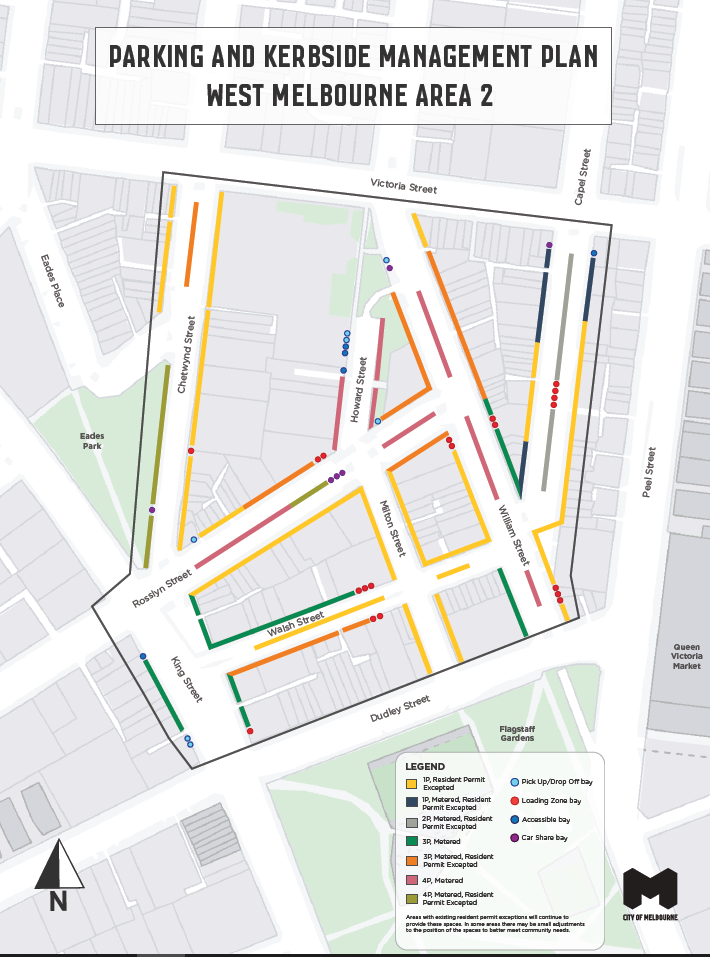 PARKING AND KERBSIDE MANAGEMENT PLAN
WEST MELBOURNE AREA 2
Victoria Street
Capel Street
Eades Place
Chetwynd Street
Howard Street
Eades
Park
Peel Street
Milton Street
William Street
Rosslyn Street
Walsh Street
King Street
Queen
Victoria
Market
Dudley Street
Flagstaff
Gardens
LEGEND
1P, Resident Permit
Excepted
1P, Metered, Resident
Permit Excepted
2P, Metered, Resident
Permit Excepted
3P, Metered
3P, Metered, Resident
Permit Excepted
4P, Metered
4P, Metered, Resident
Permit Excepted
Pick Up/Drop Off bay
Loading Zone bay
Accessible bay
Car Share bay
Areas with existing resident permit exceptions will continue to
provide these spaces. In some areas there may be small adjustments
to the position of the spaces to better meet community needs.
N
CITY OF MELBOURNE